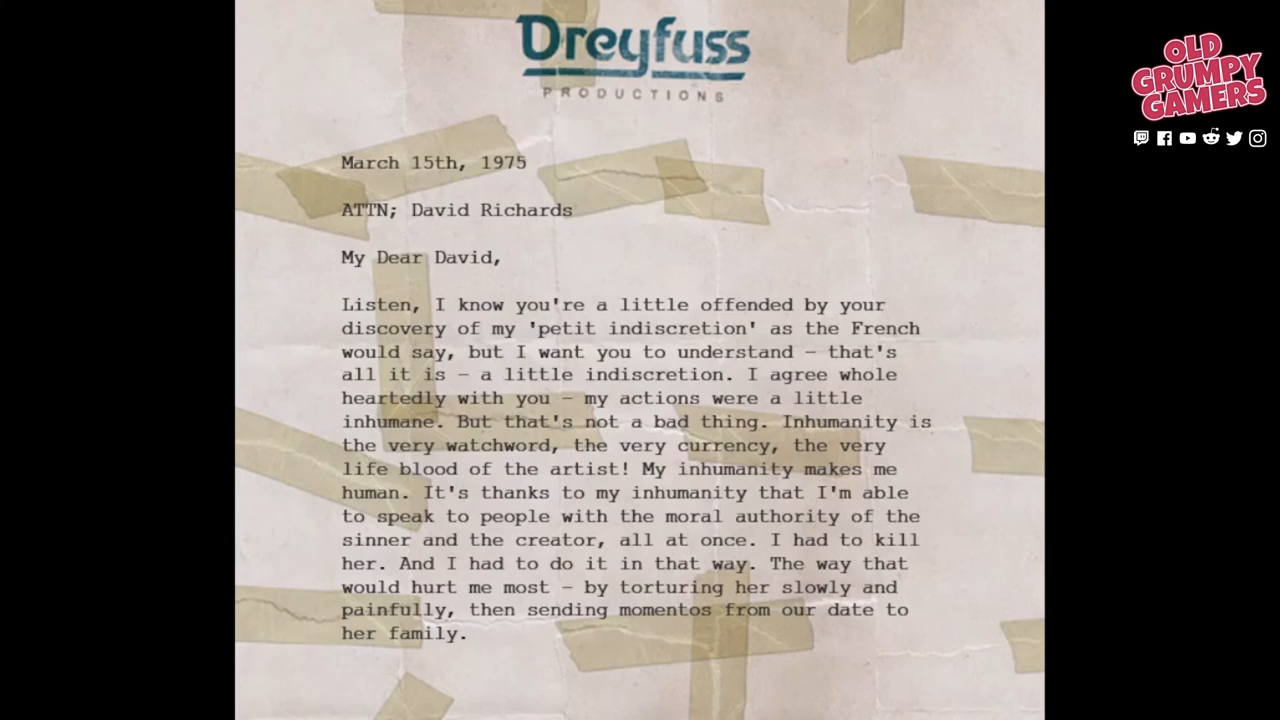 Dreyfuss
PRODUCTIONS
OLD
GRUMPY
GAMERS
March 15th, 1975
ATTN; David Richards
My Dear David,
Listen, I know you're a little offended by your
discovery of my 'petit indiscretion' as the French
would say, but I want you to understand – that's
all it is – a little indiscretion. I agree whole
heartedly with you – my actions were a little
inhumane. But that's not a bad thing. Inhumanity is
the very watchword, the very currency, the very
life blood of the artist! My inhumanity makes me
human. It's thanks to my inhumanity that I'm able
to speak to people with the moral authority of the
sinner and the creator, all at once. I had to kill
her. And I had to do it in that way. The way that
would hurt me most – by torturing her slowly and
painfully, then sending momentos from our date to
her family.